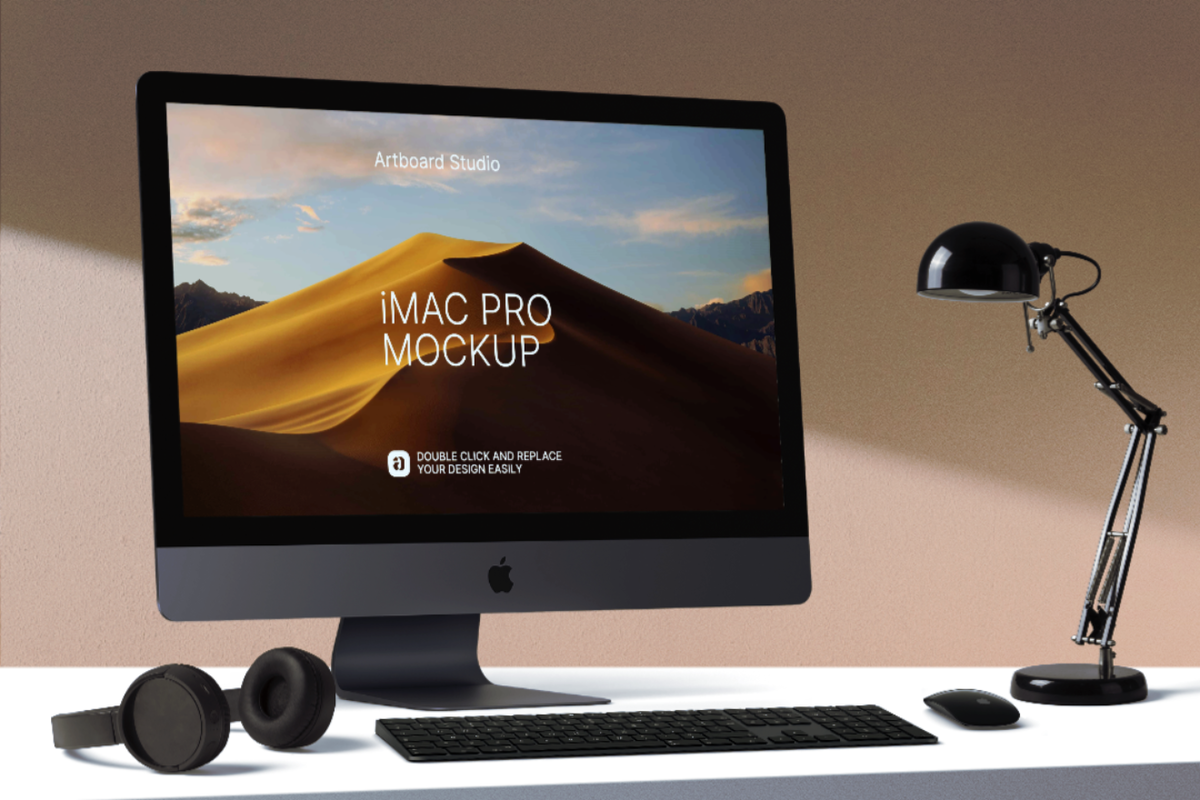 Artboard Studio
iMAC PRO
MOCKUP
DOUBLE CLICK AND REPLACE
YOUR DESIGN EASILY